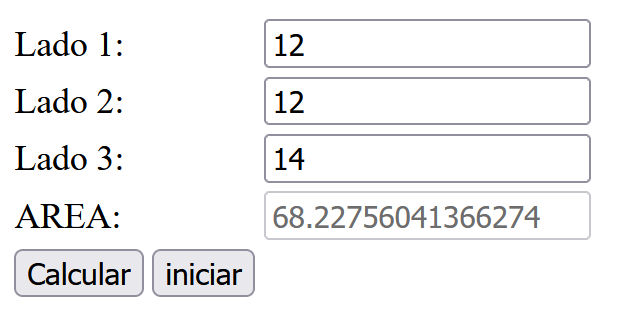 Lado 1: 12
Lado 2: 12
Lado 3: 14
AREA: 68.22756041366274
Calcular iniciar